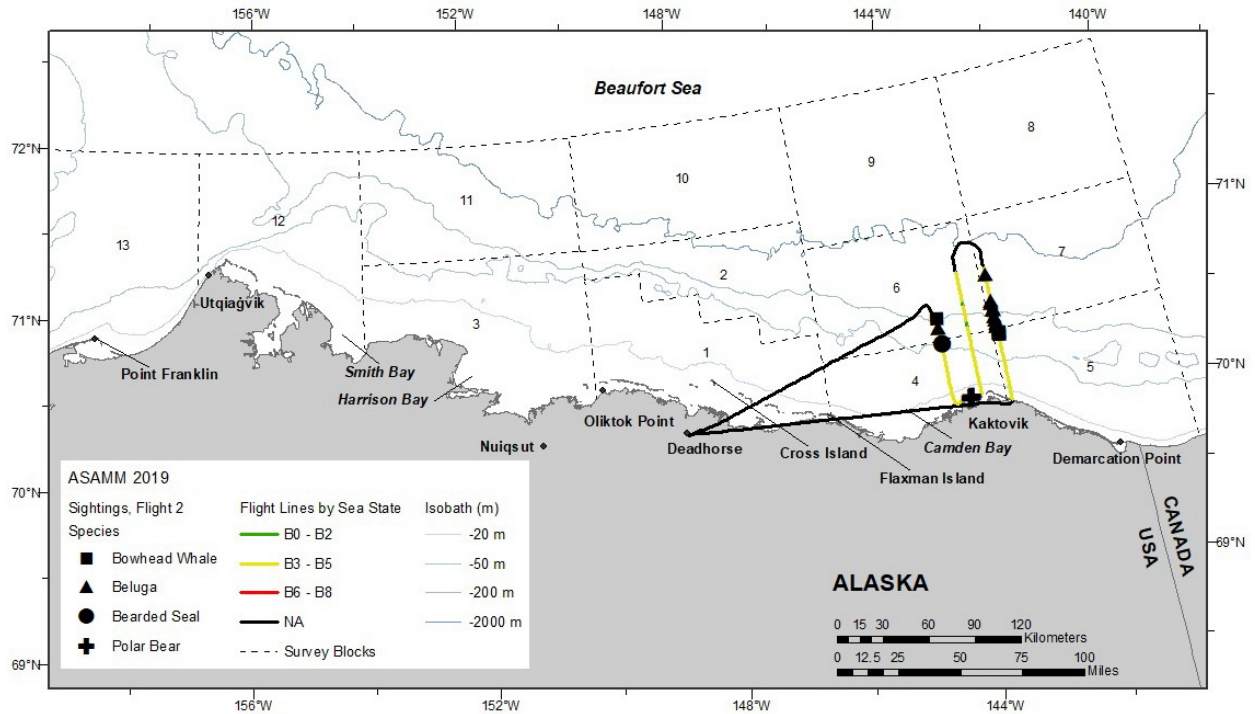 156°W
152°W
148°W
144°W
140°W
Beaufort Sea
8
72°N
9
10
71°N
11
12
13
7
2
6
Utqiaġvik
71°N
3
1
70°N
Point Franklin
Smith Bay
5
4
Harrison Bay
Oliktok Point
Kaktovik
Nuiqsut
Deadhorse
Cross Island
Camden Bay
Demarcation Point
Flaxman Island
70°N
ASAMM 2019
Sightings, Flight 2
Species
Bowhead Whale
Beluga
Bearded Seal
Polar Bear
Flight Lines by Sea State
B0 - B2
B3 - B5
B6 - B8
NA
Survey Blocks
Isobath (m)
-20 m
-50 m
-200 m
-2000 m
CANADA
USA
69°N
ALASKA
0 15 30 60 90 120
Kilometers
0 12.5 25 50 75 100
Miles
69°N
156°W
152°W
148°W
144°W